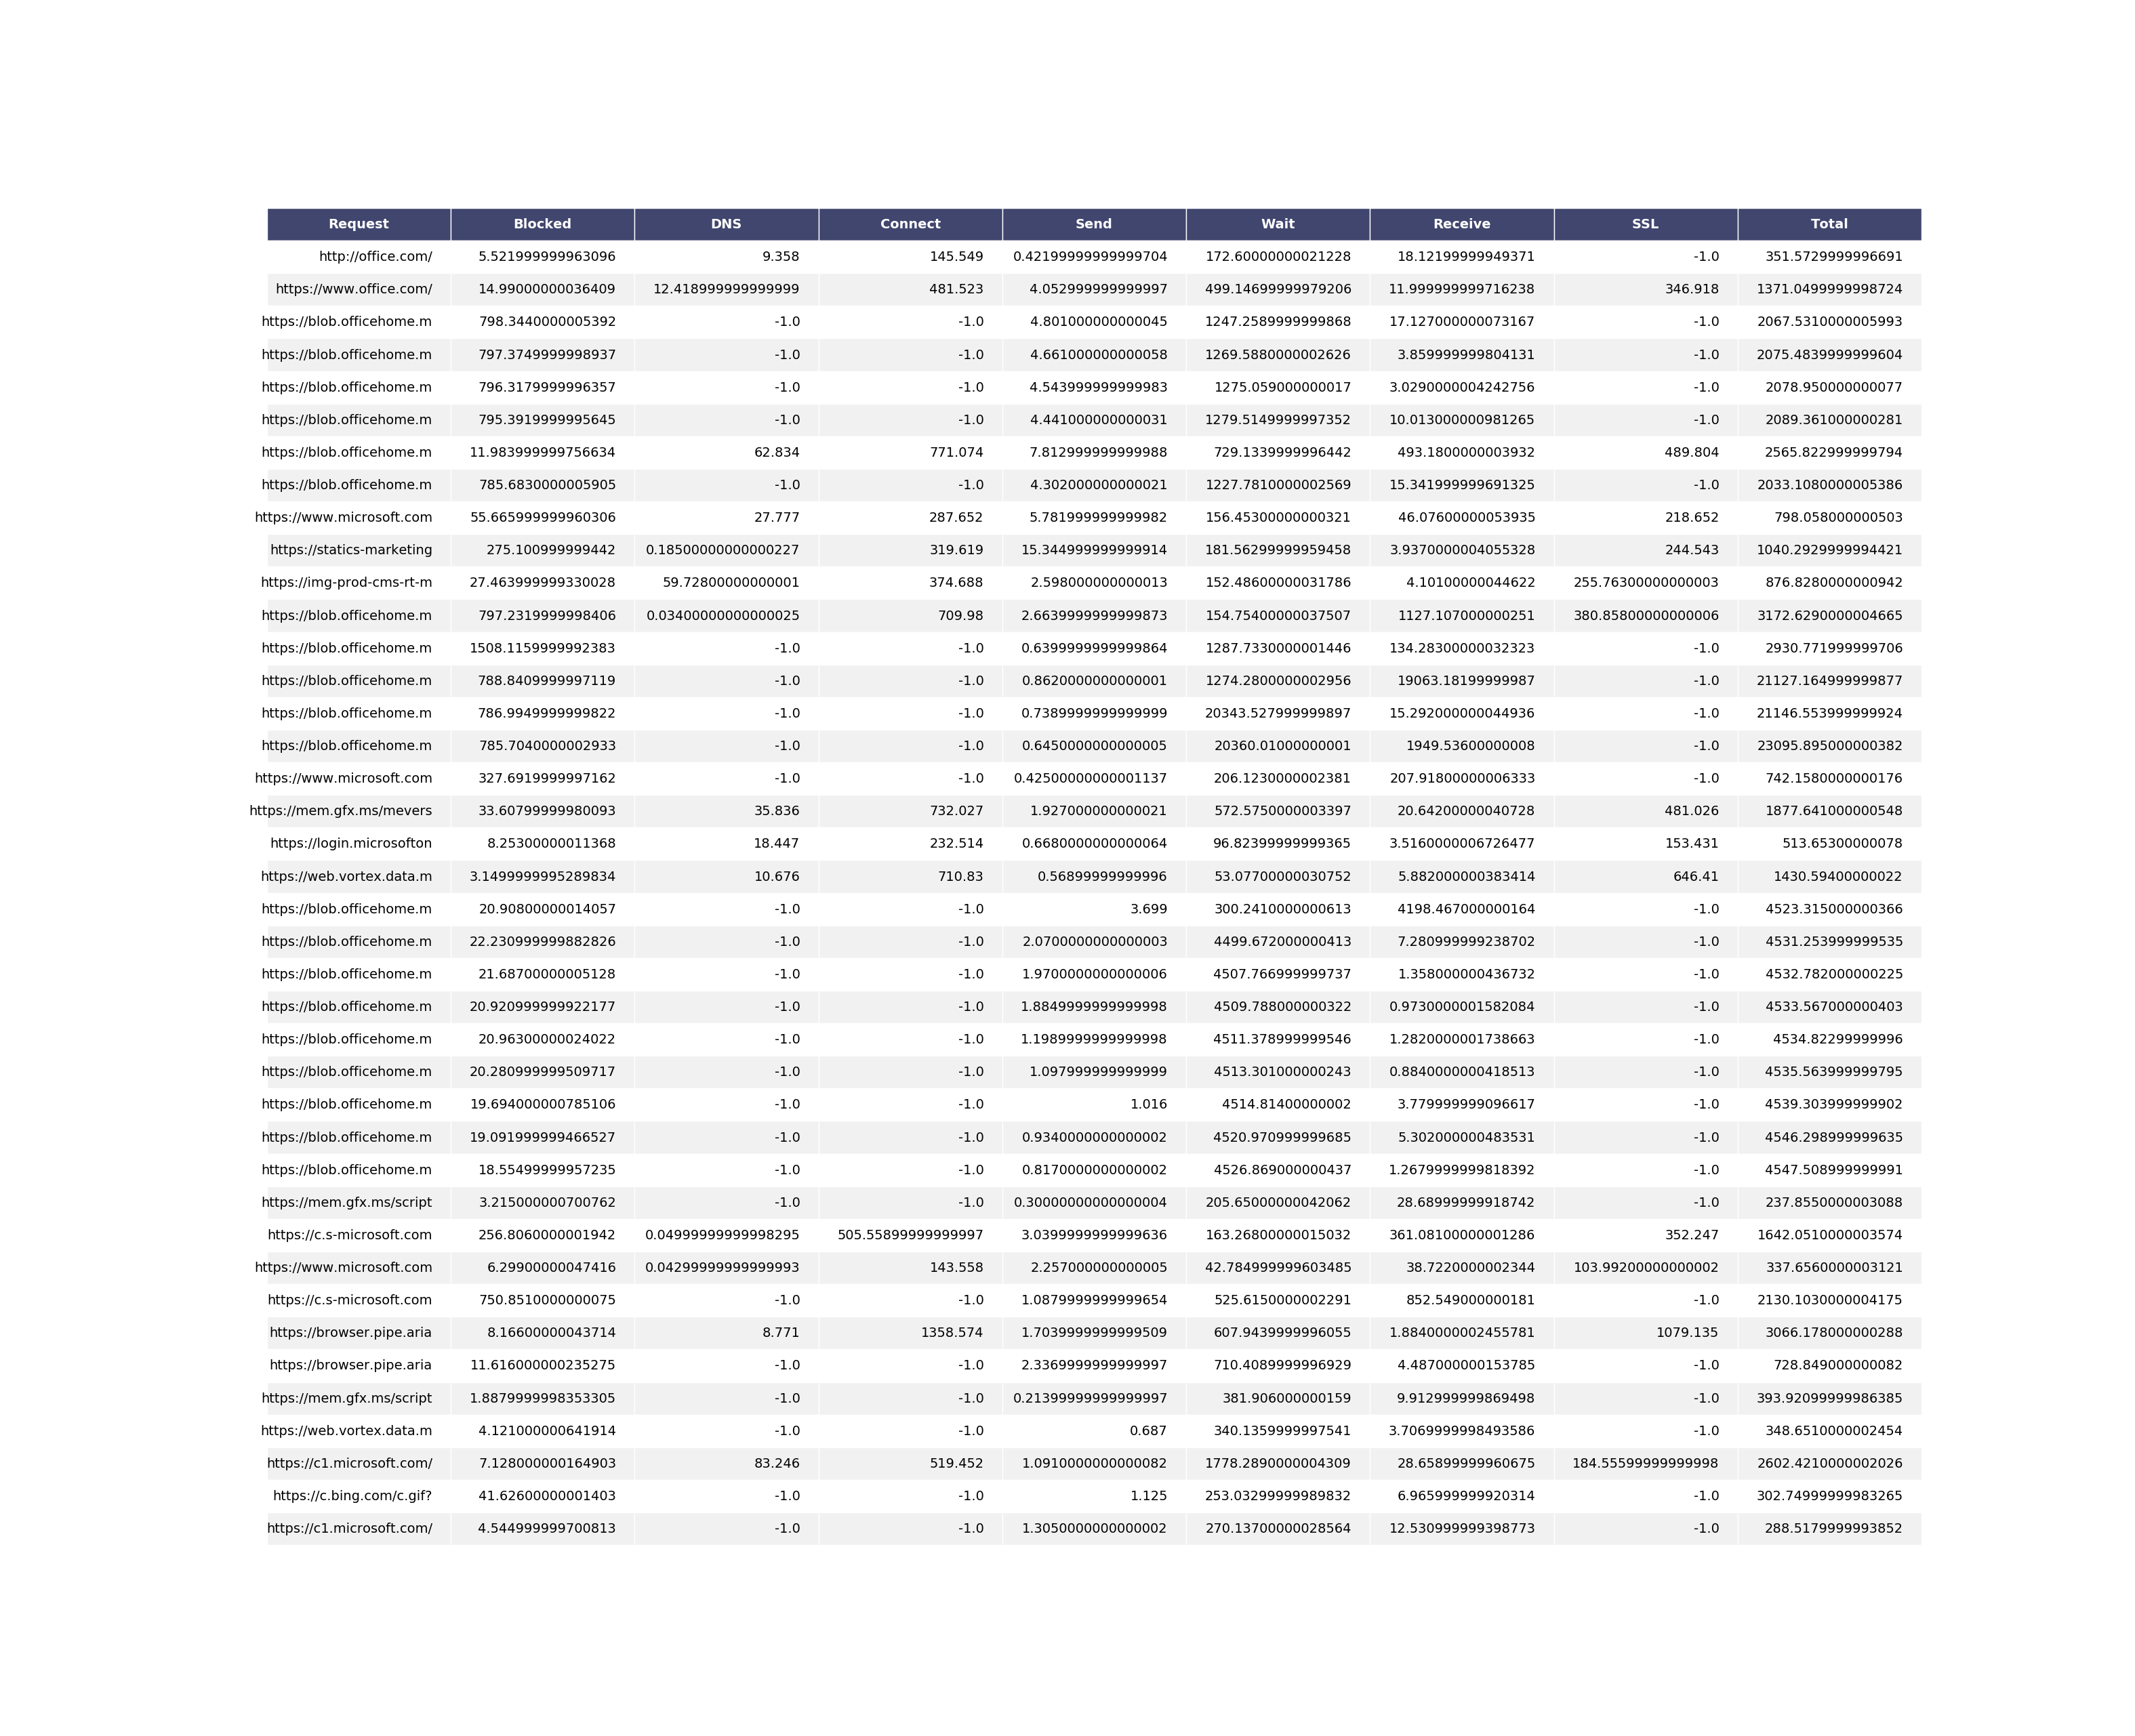 Request Blocked DNS Connect Send Wait Receive SSL Total
http://office.com/ 5.521999999963096 9.358 145.549 0.42199999999999704 172.60000000021228 18.12199999949371 -1.0 351.5729999996691
https://www.office.com/ 14.99000000036409 12.418999999999999 481.523 4.052999999999997 499.14699999979206 11.999999999716238 346.918 1371.0499999998724
https://blob.officehome.m 798.3440000005392 -1.0 -1.0 4.801000000000045 1247.2589999999868 17.127000000073167 -1.0 2067.5310000005993
https://blob.officehome.m 797.3749999998937 -1.0 -1.0 4.661000000000058 1269.5880000002626 3.859999999804131 -1.0 2075.4839999999604
https://blob.officehome.m 796.3179999996357 -1.0 -1.0 4.543999999999983 1275.059000000017 3.0290000004242756 -1.0 2078.950000000077
https://blob.officehome.m 795.3919999995645 -1.0 -1.0 4.441000000000031 1279.5149999997352 10.013000000981265 -1.0 2089.361000000281
https://blob.officehome.m 11.983999999756634 62.834 771.074 7.812999999999988 729.1339999996442 493.1800000003932 489.804 2565.822999999794
https://blob.officehome.m 785.6830000005905 -1.0 -1.0 4.302000000000021 1227.7810000002569 15.341999999691325 -1.0 2033.1080000005386
https://www.microsoft.com 55.665999999960306 27.777 287.652 5.781999999999982 156.45300000000321 46.07600000053935 218.652 798.058000000503
https://statics-marketing 275.100999999442 0.18500000000000227 319.619 15.344999999999914 181.56299999959458 3.9370000004055328 244.543 1040.2929999994421
https://img-prod-cms-rt-m 27.463999999330028 59.72800000000001 374.688 2.598000000000013 152.48600000031786 4.10100000044622 255.76300000000003 876.8280000000942
https://blob.officehome.m 797.2319999998406 0.03400000000000025 709.98 2.6639999999999873 154.75400000037507 1127.107000000251 380.85800000000006 3172.6290000004665
https://blob.officehome.m 1508.1159999992383 -1.0 -1.0 0.6399999999999864 1287.7330000001446 134.28300000032323 -1.0 2930.771999999706
https://blob.officehome.m 788.8409999997119 -1.0 -1.0 0.8620000000000001 1274.2800000002956 19063.18199999987 -1.0 21127.164999999877
https://blob.officehome.m 786.9949999999822 -1.0 -1.0 0.7389999999999999 20343.527999999897 15.292000000044936 -1.0 21146.553999999924
https://blob.officehome.m 785.7040000002933 -1.0 -1.0 0.6450000000000005 20360.01000000001 1949.53600000008 -1.0 23095.895000000382
https://www.microsoft.com 327.6919999997162 -1.0 -1.0 0.42500000000001137 206.1230000002381 207.91800000006333 -1.0 742.1580000000176
https://mem.gfx.ms/mevers 33.60799999980093 35.836 732.027 1.927000000000021 572.5750000003397 20.64200000040728 481.026 1877.641000000548
https://login.microsofton 8.25300000011368 18.447 232.514 0.6680000000000064 96.82399999999365 3.5160000006726477 153.431 513.65300000078
https://web.vortex.data.m 3.1499999995289834 10.676 710.83 0.56899999999996 53.07700000030752 5.882000000383414 646.41 1430.59400000022
https://blob.officehome.m 20.90800000014057 -1.0 -1.0 3.699 300.2410000000613 4198.467000000164 -1.0 4523.315000000366
https://blob.officehome.m 22.230999999882826 -1.0 -1.0 2.0700000000000003 4499.672000000413 7.280999999238702 -1.0 4531.253999999535
https://blob.officehome.m 21.68700000005128 -1.0 -1.0 1.9700000000000006 4507.766999999737 1.358000000436732 -1.0 4532.782000000225
https://blob.officehome.m 20.920999999922177 -1.0 -1.0 1.8849999999999998 4509.788000000322 0.9730000001582084 -1.0 4533.567000000403
https://blob.officehome.m 20.96300000024022 -1.0 -1.0 1.1989999999999998 4511.378999999546 1.2820000001738663 -1.0 4534.82299999996
https://blob.officehome.m 20.280999999509717 -1.0 -1.0 1.097999999999999 4513.301000000243 0.8840000000418513 -1.0 4535.563999999795
https://blob.officehome.m 19.694000000785106 -1.0 -1.0 1.016 4514.81400000002 3.779999999096617 -1.0 4539.303999999902
https://blob.officehome.m 19.091999999466527 -1.0 -1.0 0.9340000000000002 4520.970999999685 5.302000000483531 -1.0 4546.298999999635
https://blob.officehome.m 18.55499999957235 -1.0 -1.0 0.8170000000000002 4526.869000000437 1.2679999999818392 -1.0 4547.508999999991
https://mem.gfx.ms/script 3.215000000700762 -1.0 -1.0 0.30000000000000004 205.65000000042062 28.68999999918742 -1.0 237.8550000003088
https://c.s-microsoft.com 256.8060000001942 0.04999999999998295 505.55899999999997 3.0399999999999636 163.26800000015032 361.08100000001286 352.247 1642.0510000003574
https://www.microsoft.com 6.29900000047416 0.04299999999999993 143.558 2.257000000000005 42.784999999603485 38.7220000002344 103.99200000000002 337.6560000003121
https://c.s-microsoft.com 750.8510000000075 -1.0 -1.0 1.0879999999999654 525.6150000002291 852.549000000181 -1.0 2130.1030000004175
https://browser.pipe.aria 8.16600000043714 8.771 1358.574 1.7039999999999509 607.9439999996055 1.8840000002455781 1079.135 3066.178000000288
https://browser.pipe.aria 11.616000000235275 -1.0 -1.0 2.3369999999999997 710.4089999996929 4.487000000153785 -1.0 728.849000000082
https://mem.gfx.ms/script 1.8879999998353305 -1.0 -1.0 0.21399999999999997 381.906000000159 9.912999999869498 -1.0 393.92099999986385
https://web.vortex.data.m 4.121000000641914 -1.0 -1.0 0.687 340.1359999997541 3.7069999998493586 -1.0 348.6510000002454
https://c1.microsoft.com/ 7.128000000164903 83.246 519.452 1.0910000000000082 1778.2890000004309 28.65899999960675 184.55599999999998 2602.4210000002026
https://c.bing.com/c.gif? 41.62600000001403 -1.0 -1.0 1.125 253.03299999989832 6.965999999920314 -1.0 302.74999999983265
https://c1.microsoft.com/ 4.544999999700813 -1.0 -1.0 1.3050000000000002 270.13700000028564 12.530999999398773 -1.0 288.5179999993852